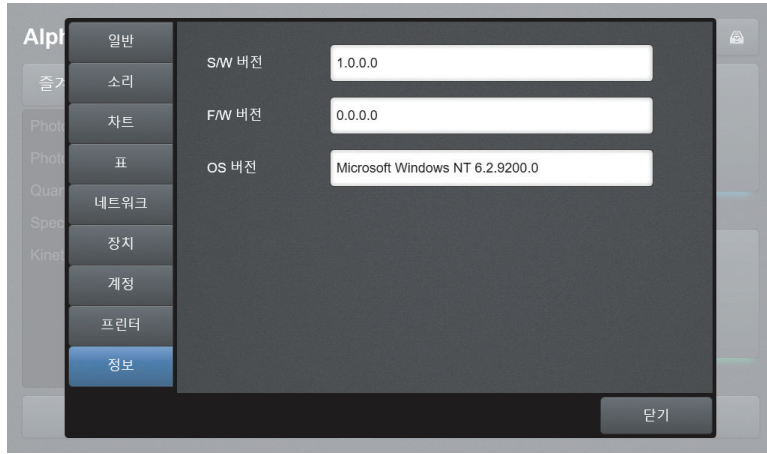 Alph
즐겨
Photo
Photo
Quan
Spec
Kinet
일반
소리
차트
표
네트워크
장치
계정
프린터
정보
S/W 버전
1.0.0.0
F/W 버전
0.0.0.0
OS 버전
Microsoft Windows NT 6.2.9200.0
닫기